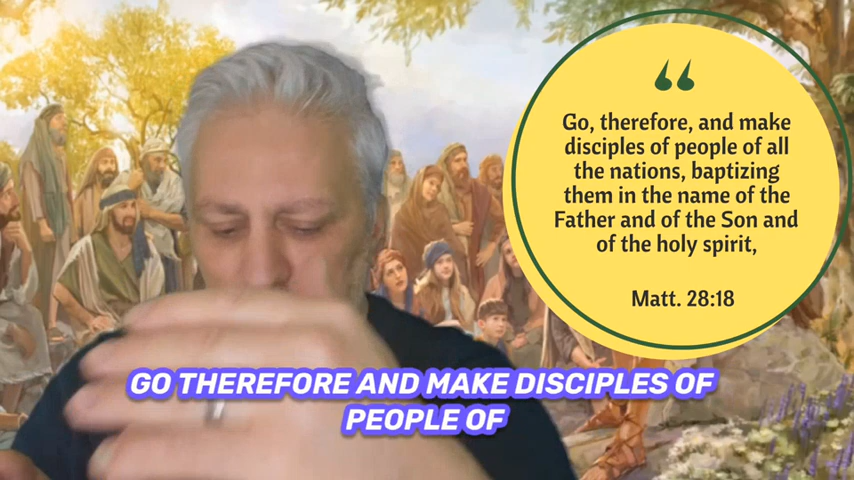 “
Go, therefore, and make
disciples of people of all
the nations, baptizing
them in the name of the
Father and of the Son and
of the holy spirit,
Matt. 28:18
GO THEREFORE AND MAKE DISCIPLES OF
PEOPLE OF